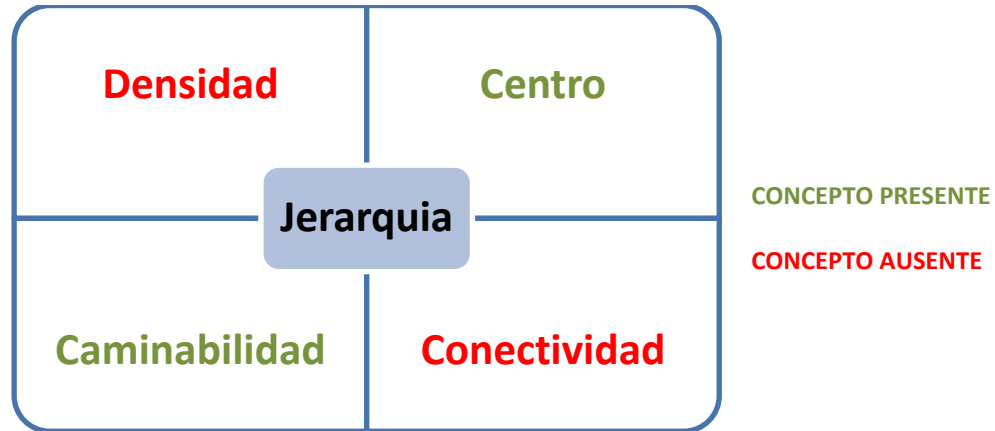 Densidad
Centro
Jerarquia
Caminabilidad
Conectividad
CONCEPTO PRESENTE
CONCEPTO AUSENTE